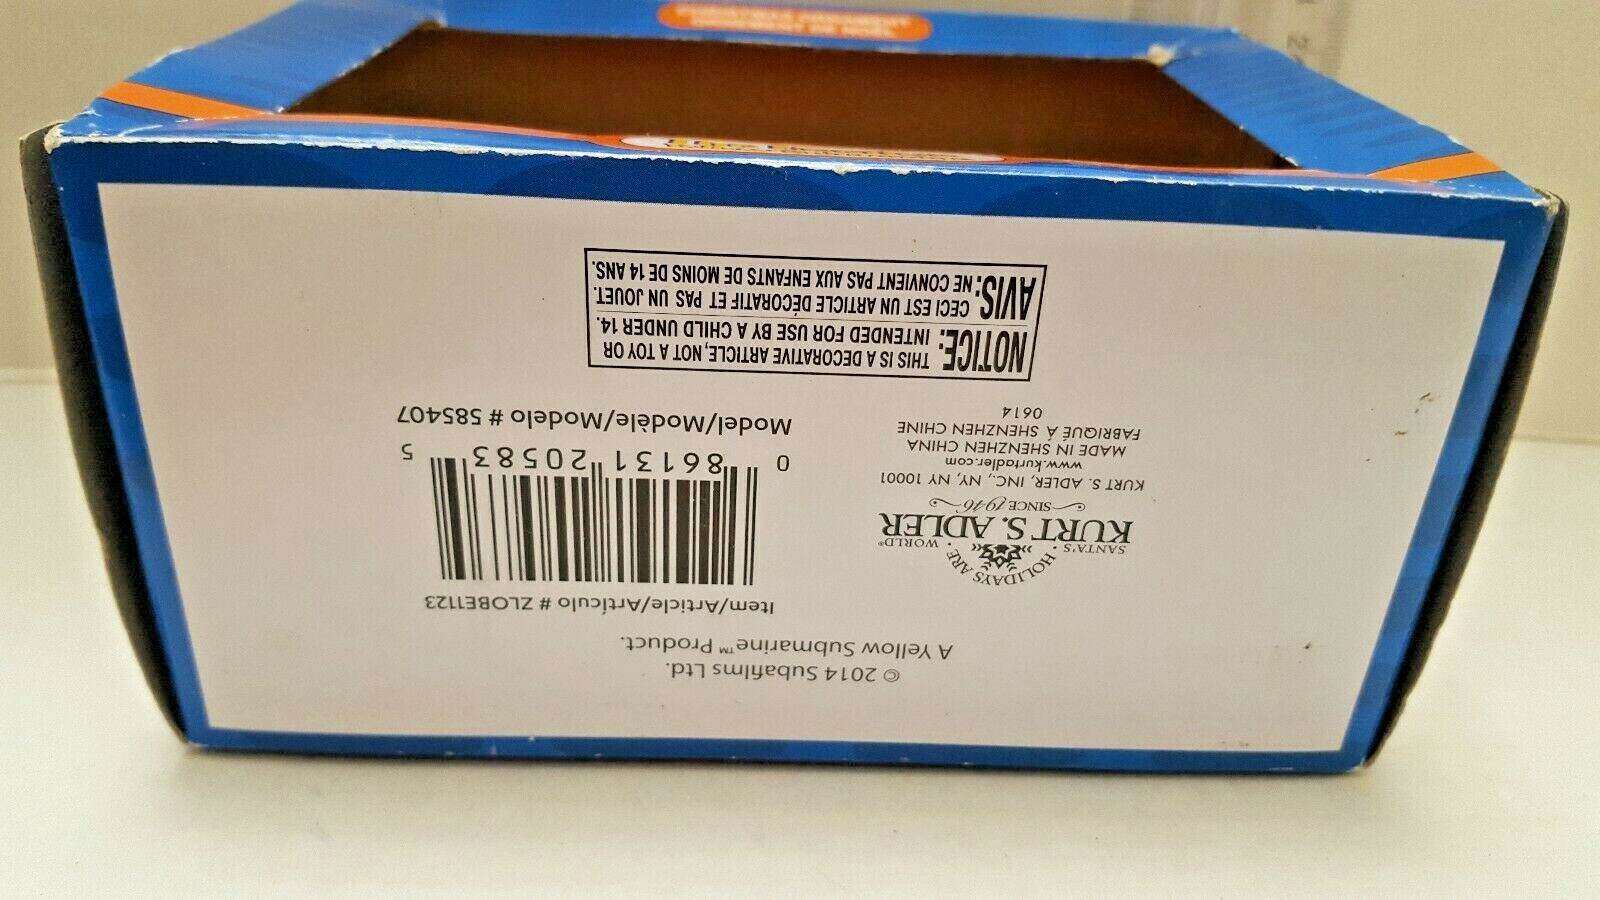 © 2014 Subafilms Ltd.
A Yellow Submarine™ Product.
Item/Article/Artículo # ZLOBE1123
0 86131 20583 5
Model/Modèle/Modelo # 585407
SANTA'S • HOLIDAYS ARE • WORLD®
KURT S. ADLER
SINCE 1946
KURT S. ADLER, INC., NY, NY 10001
www.kurtadler.com
MADE IN SHENZHEN CHINA
FABRIQUÉ À SHENZHEN CHINE
0614
NOTICE: THIS IS A DECORATIVE ARTICLE, NOT A TOY OR
INTENDED FOR USE BY A CHILD UNDER 14.
AVIS: CECI EST UN ARTICLE DÉCORATIF ET PAS UN JOUET.
NE CONVIENT PAS AUX ENFANTS DE MOINS DE 14 ANS.